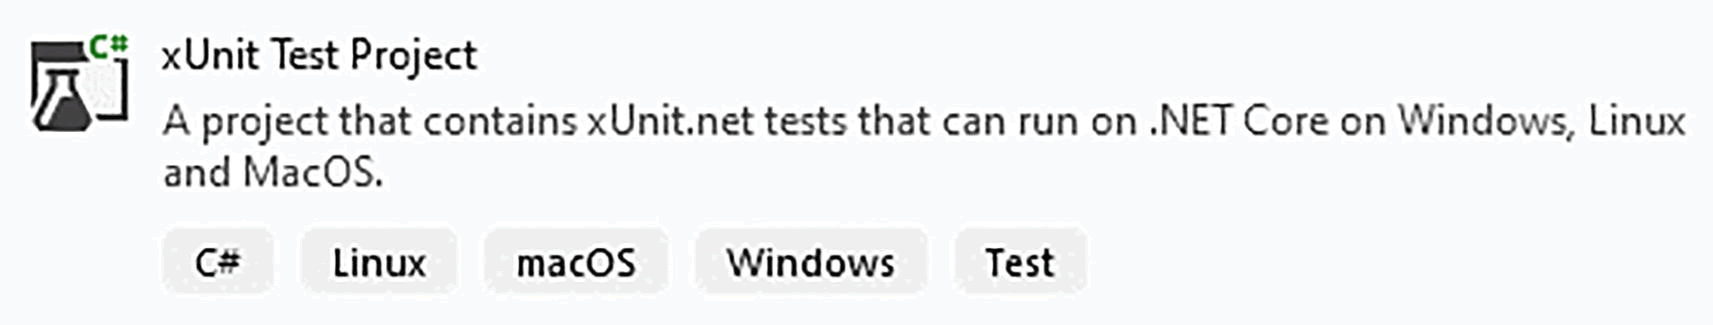 C#
xUnit Test Project
A project that contains xUnit.net tests that can run on .NET Core on Windows, Linux
and MacOS.
C# Linux macOS Windows Test